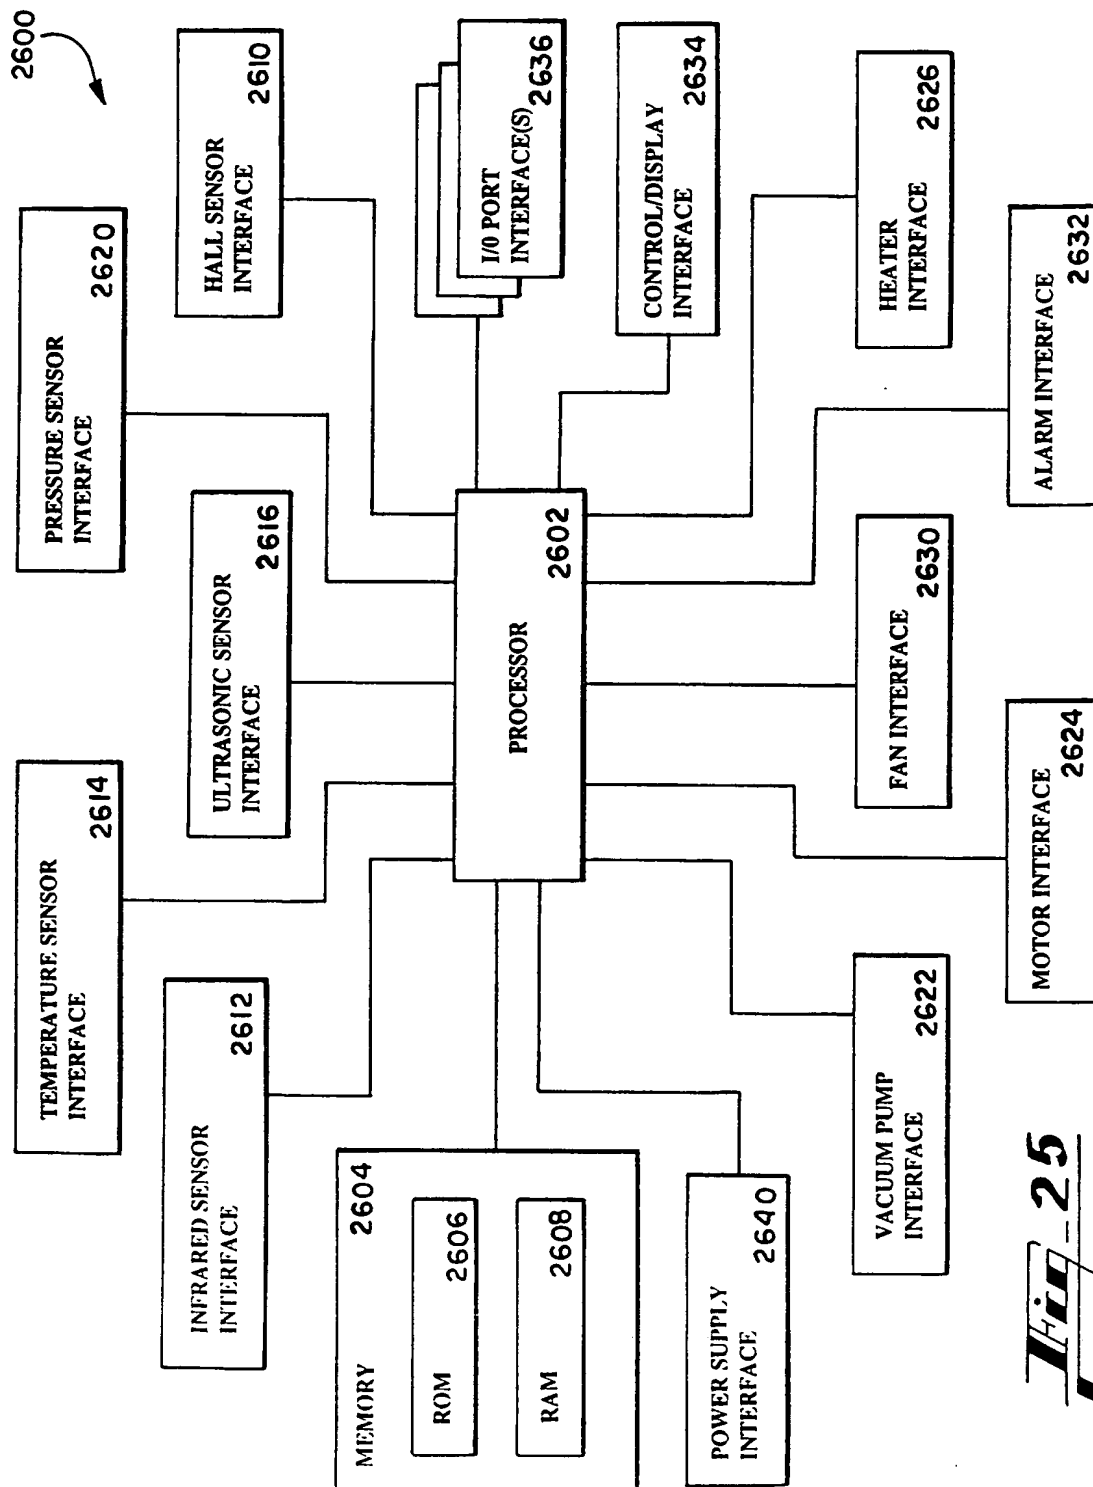 2600
TEMPERATURE SENSOR
INTERFACE
2614
PRESSURE SENSOR
INTERFACE
2620
INFRARED SENSOR
INTERFACE
2612
ULTRASONIC SENSOR
INTERFACE
2616
HALL SENSOR
INTERFACE
2610
MEMORY
2604
ROM
2606
RAM
2608
PROCESSOR
2602
I/0 PORT
INTERFACE(S)
2636
CONTROL/DISPLAY
INTERFACE
2634
POWER SUPPLY
INTERFACE
2640
VACUUM PUMP
INTERFACE
2622
FAN INTERFACE
2630
HEATER
INTERFACE
2626
MOTOR INTERFACE
2624
ALARM INTERFACE
2632
Fig_25